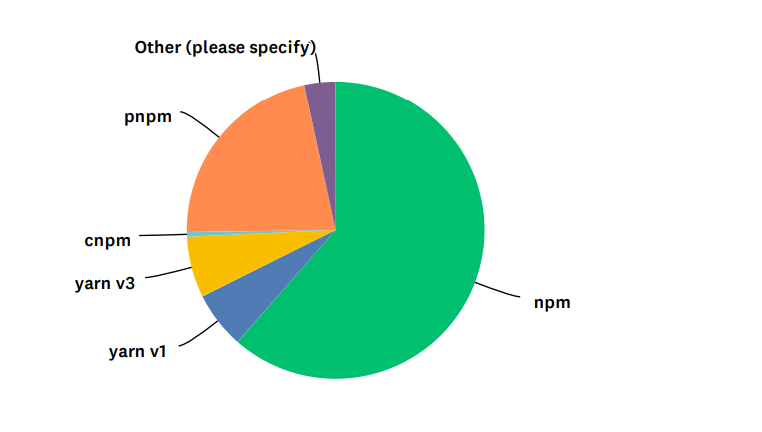 Other (please specify)
pnpm
cnpm
yarn v3
npm
yarn v1